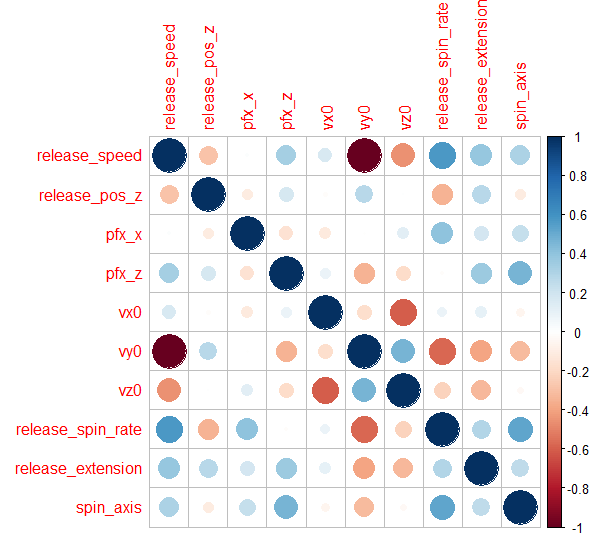 release_speed
release_pos_z
pfx_x
pfx_z
vx0
vy0
vz0
release_spin_rate
release_extension
spin_axis
release_speed
release_pos_z
pfx_x
pfx_z
vx0
vy0
vz0
release_spin_rate
release_extension
spin_axis
1
0.8
0.6
0.4
0.2
0
-0.2
-0.4
-0.6
-0.8
-1